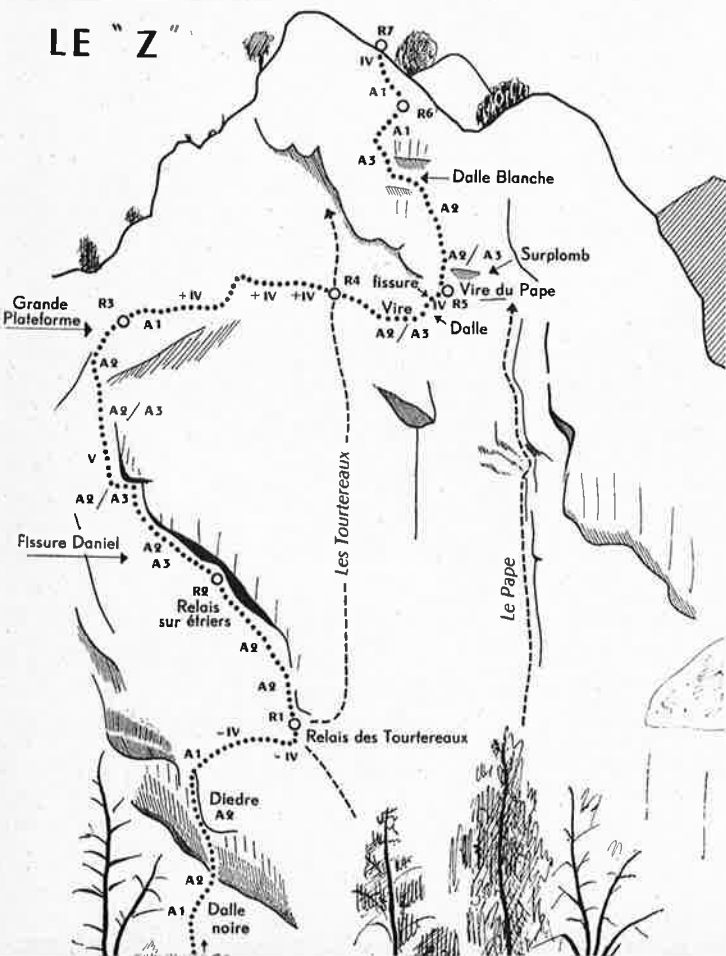 LE "Z"
R7
IV
A1
R6
A1
A3
Dalle Blanche
A2
A2/A3
Surplomb
fissure
R5
Vire du Pape
R4
+IV
+IV
+IV
Vire
IV
Dalle
A2/A3
R3
Grande
Plateforme
A1
A2
A2/A3
V
A2/A3
Fissure Daniel
A2
A3
R2
Relais
sur étriers
A2
A2
Les Tourtereaux
Le Pape
R1
Relais des Tourtereaux
-IV
-IV
A1
Diedre
A2
A2
A1
Dalle
noire